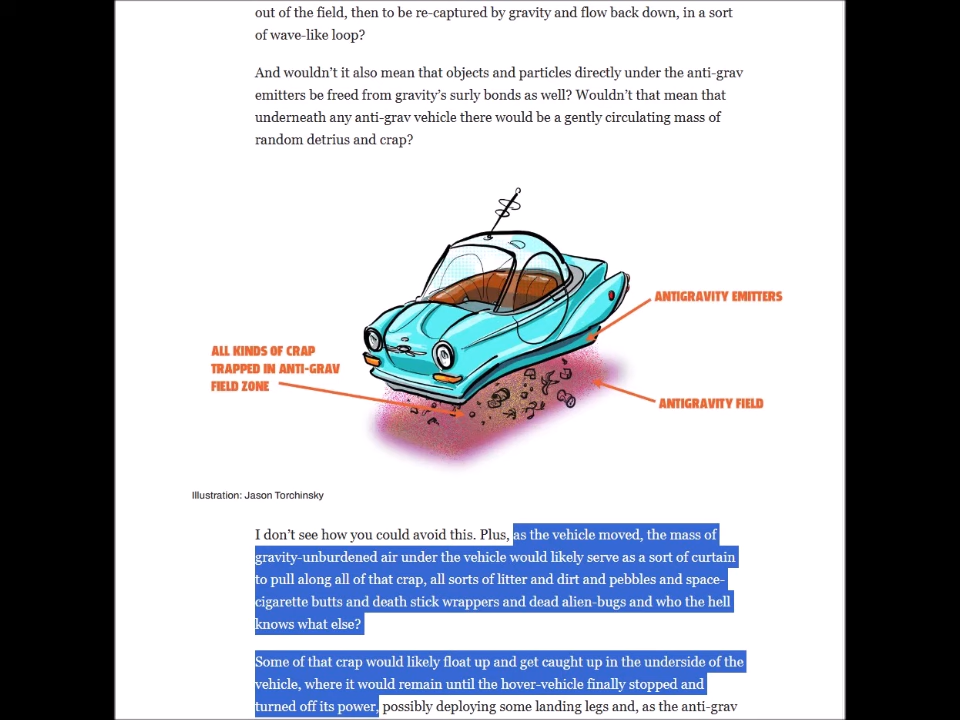 out of the field, then to be re-captured by gravity and flow back down, in a sort
of wave-like loop?
And wouldn't it also mean that objects and particles directly under the anti-grav
emitters be freed from gravity's surly bonds as well? Wouldn't that mean that
underneath any anti-grav vehicle there would be a gently circulating mass of
random detrius and crap?
ANTIGRAVITY EMITTERS
ALL KINDS OF CRAP
TRAPPED IN ANTI-GRAV
FIELD ZONE
ANTIGRAVITY FIELD
Illustration: Jason Torchinsky
I don't see how you could avoid this. Plus, as the vehicle moved, the mass of
gravity-unburdened air under the vehicle would likely serve as a sort of curtain
to pull along all of that crap, all sorts of litter and dirt and pebbles and space-
cigarette butts and death stick wrappers and dead alien-bugs and who the hell
knows what else?
Some of that crap would likely float up and get caught up in the underside of the
vehicle, where it would remain until the hover-vehicle finally stopped and
turned off its power, possibly deploying some landing legs and, as the anti-grav